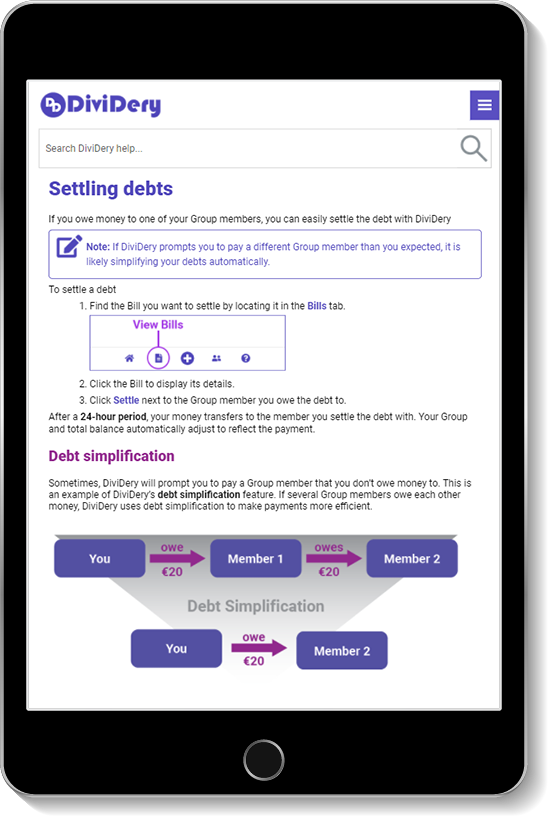 DD DiviDery
Search DiviDery help...
Settling debts
If you owe money to one of your Group members, you can easily settle the debt with DiviDery
Note: If DiviDery prompts you to pay a different Group member than you expected, it is
likely simplifying your debts automatically.
To settle a debt
1. Find the Bill you want to settle by locating it in the Bills tab.
View Bills
2. Click the Bill to display its details.
3. Click Settle next to the Group member you owe the debt to.
After a 24-hour period, your money transfers to the member you settle the debt with. Your Group
and total balance automatically adjust to reflect the payment.
Debt simplification
Sometimes, DiviDery will prompt you to pay a Group member that you don't owe money to. This is
an example of DiviDery's debt simplification feature. If several Group members owe each other
money, DiviDery uses debt simplification to make payments more efficient.
You owe €20 Member 1 owes €20 Member 2
Debt Simplification
You owe €20 Member 2